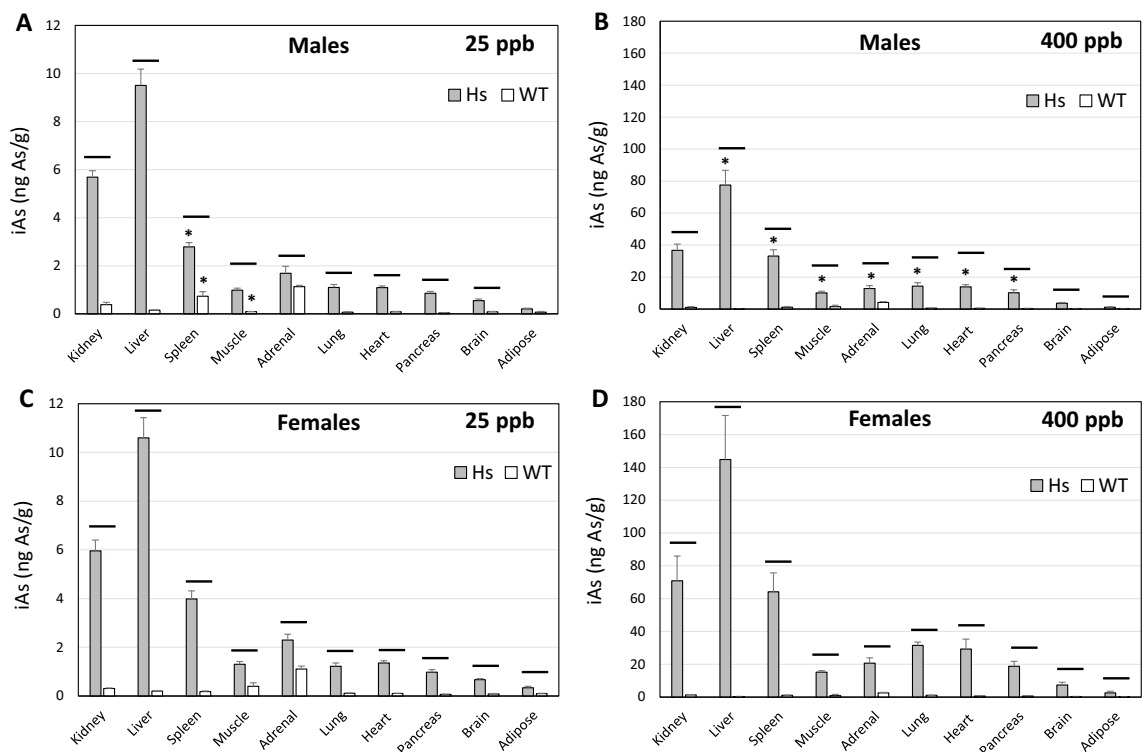 A
Males
25 ppb
Hs WT
iAs (ng As/g)
12
10
8
6
4
2
0
* * *
Kidney Liver Spleen Muscle Adrenal Lung Heart Pancreas Brain Adipose
B
Males
400 ppb
Hs WT
iAs (ng As/g)
180
160
140
120
100
80
60
40
20
0
* * * * * * *
Kidney Liver Spleen Muscle Adrenal Lung Heart Pancreas Brain Adipose
C
Females
25 ppb
Hs WT
iAs (ng As/g)
12
10
8
6
4
2
0
Kidney Liver Spleen Muscle Adrenal Lung Heart Pancreas Brain Adipose
D
Females
400 ppb
Hs WT
iAs (ng As/g)
180
160
140
120
100
80
60
40
20
0
Kidney Liver Spleen Muscle Adrenal Lung Heart Pancreas Brain Adipose